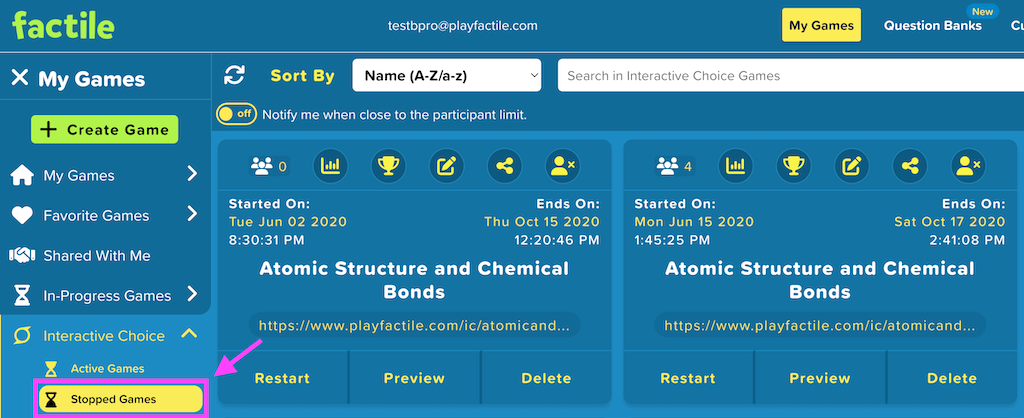 factile
testbpro@playfactile.com
My Games
New
Question Banks
Cu
My Games
Create Game
My Games
Favorite Games
Shared With Me
In-Progress Games
Interactive Choice
Active Games
Stopped Games
Sort By
Name (A-Z/a-z)
Search in Interactive Choice Games
off
Notify me when close to the participant limit.
0
Started On:
Ends On:
Tue Jun 02 2020
Thu Oct 15 2020
8:30:31 PM
12:20:46 PM
Atomic Structure and Chemical
Bonds
https://www.playfactile.com/ic/atomicand...
Restart
Preview
Delete
4
Started On:
Ends On:
Mon Jun 15 2020
Sat Oct 17 2020
1:45:25 PM
2:41:08 PM
Atomic Structure and Chemical
Bonds
https://www.playfactile.com/ic/atomicand...
Restart
Preview
Delete